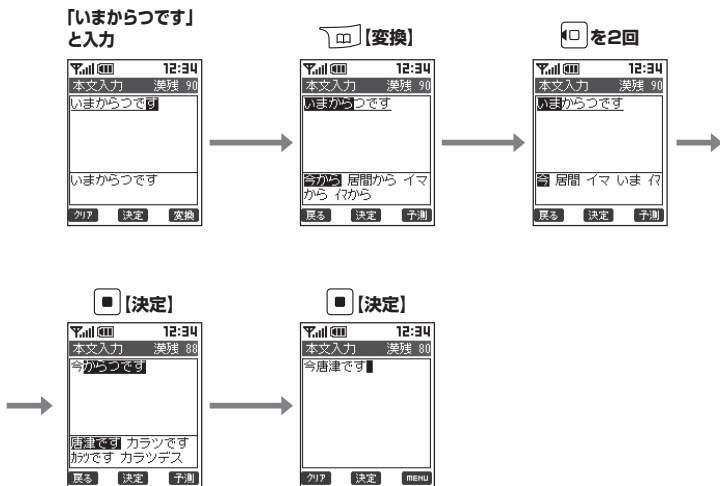 「いまからつです」
と入力
【変換】
を2回
12:34
本文入力 漢残 90
いまからつです
いまからつです
クリア 決定 変換
12:34
本文入力 漢残 90
いまからつです
今から 居間から イマ
から イマから
戻る 決定 予測
12:34
本文入力 漢残 90
いまからつです
今 居間 イマ いま イマ
戻る 決定 予測
【決定】
【決定】
12:34
本文入力 漢残 88
今からつです
唐津です カラツです
カラツです カラツデス
戻る 決定 予測
12:34
本文入力 漢残 80
今唐津です
クリア 決定 MENU